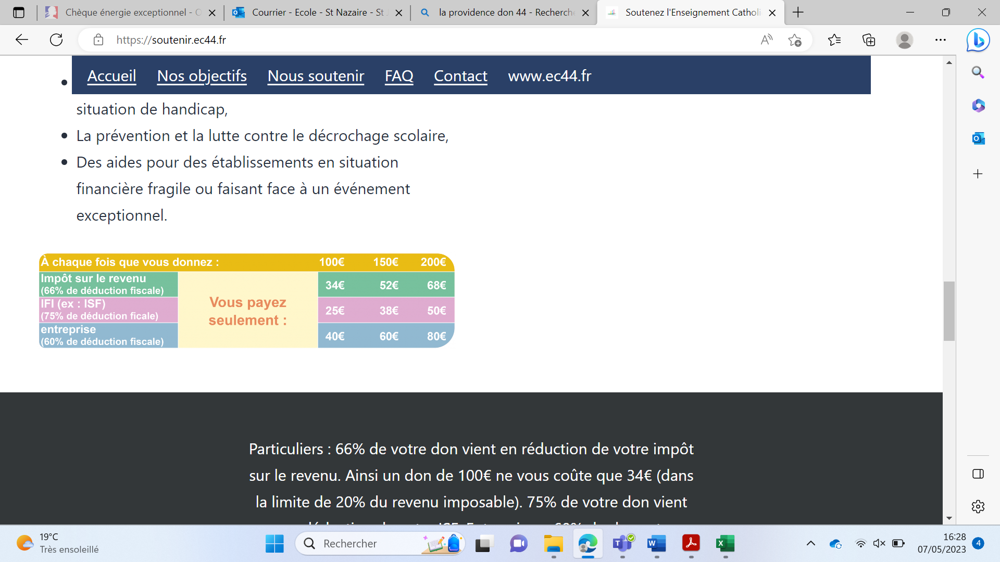 Chèque énergie exceptionnel - C
Courrier - Ecole - St Nazaire - St J
la providence don 44 - Recherche
Soutenez l'Enseignement Catholi
https://soutenir.ec44.fr
Accueil Nos objectifs Nous soutenir FAQ Contact www.ec44.fr
situation de handicap,
La prévention et la lutte contre le décrochage scolaire,
Des aides pour des établissements en situation
financière fragile ou faisant face à un événement
exceptionnel.
À chaque fois que vous donnez : 100€ 150€ 200€
Impôt sur le revenu
(66% de déduction fiscale)
34€ 52€ 68€
IFI (ex : ISF)
(75% de déduction ficale)
Vous payez
seulement :
25€ 38€ 50€
entreprise
(60% de déduction fiscale)
40€ 60€ 80€
Particuliers : 66% de votre don vient en réduction de votre impôt
sur le revenu. Ainsi un don de 100€ ne vous coûte que 34€ (dans
la limite de 20% du revenu imposable). 75% de votre don vient
19°C
Très ensoleillé
Rechercher
16:28
07/05/2023
4